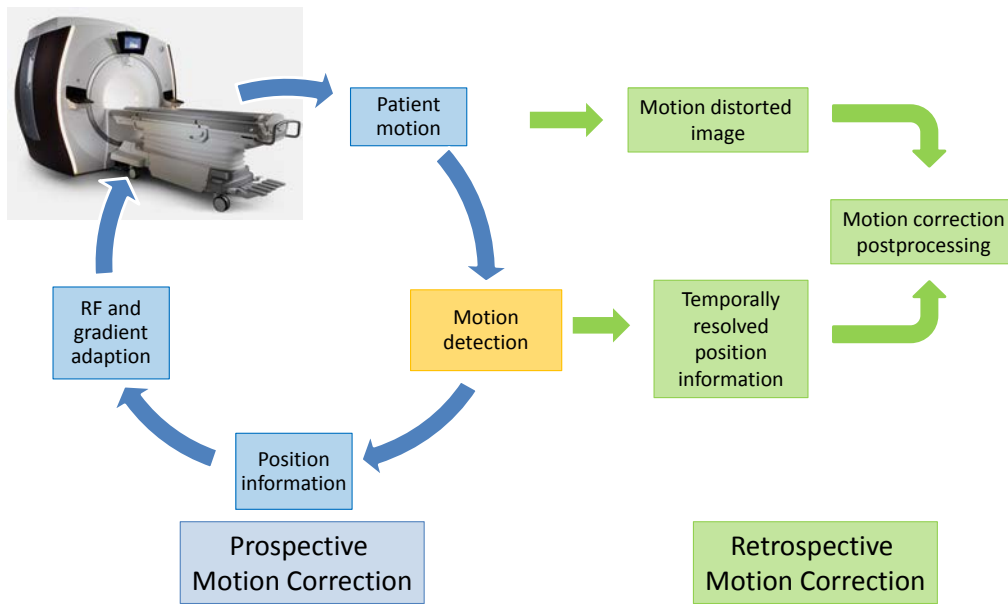 Patient
motion
Motion distorted
image
Motion correction
postprocessing
RF and
gradient
adaption
Motion
detection
Temporally
resolved
position
information
Position
information
Prospective
Motion Correction
Retrospective
Motion Correction